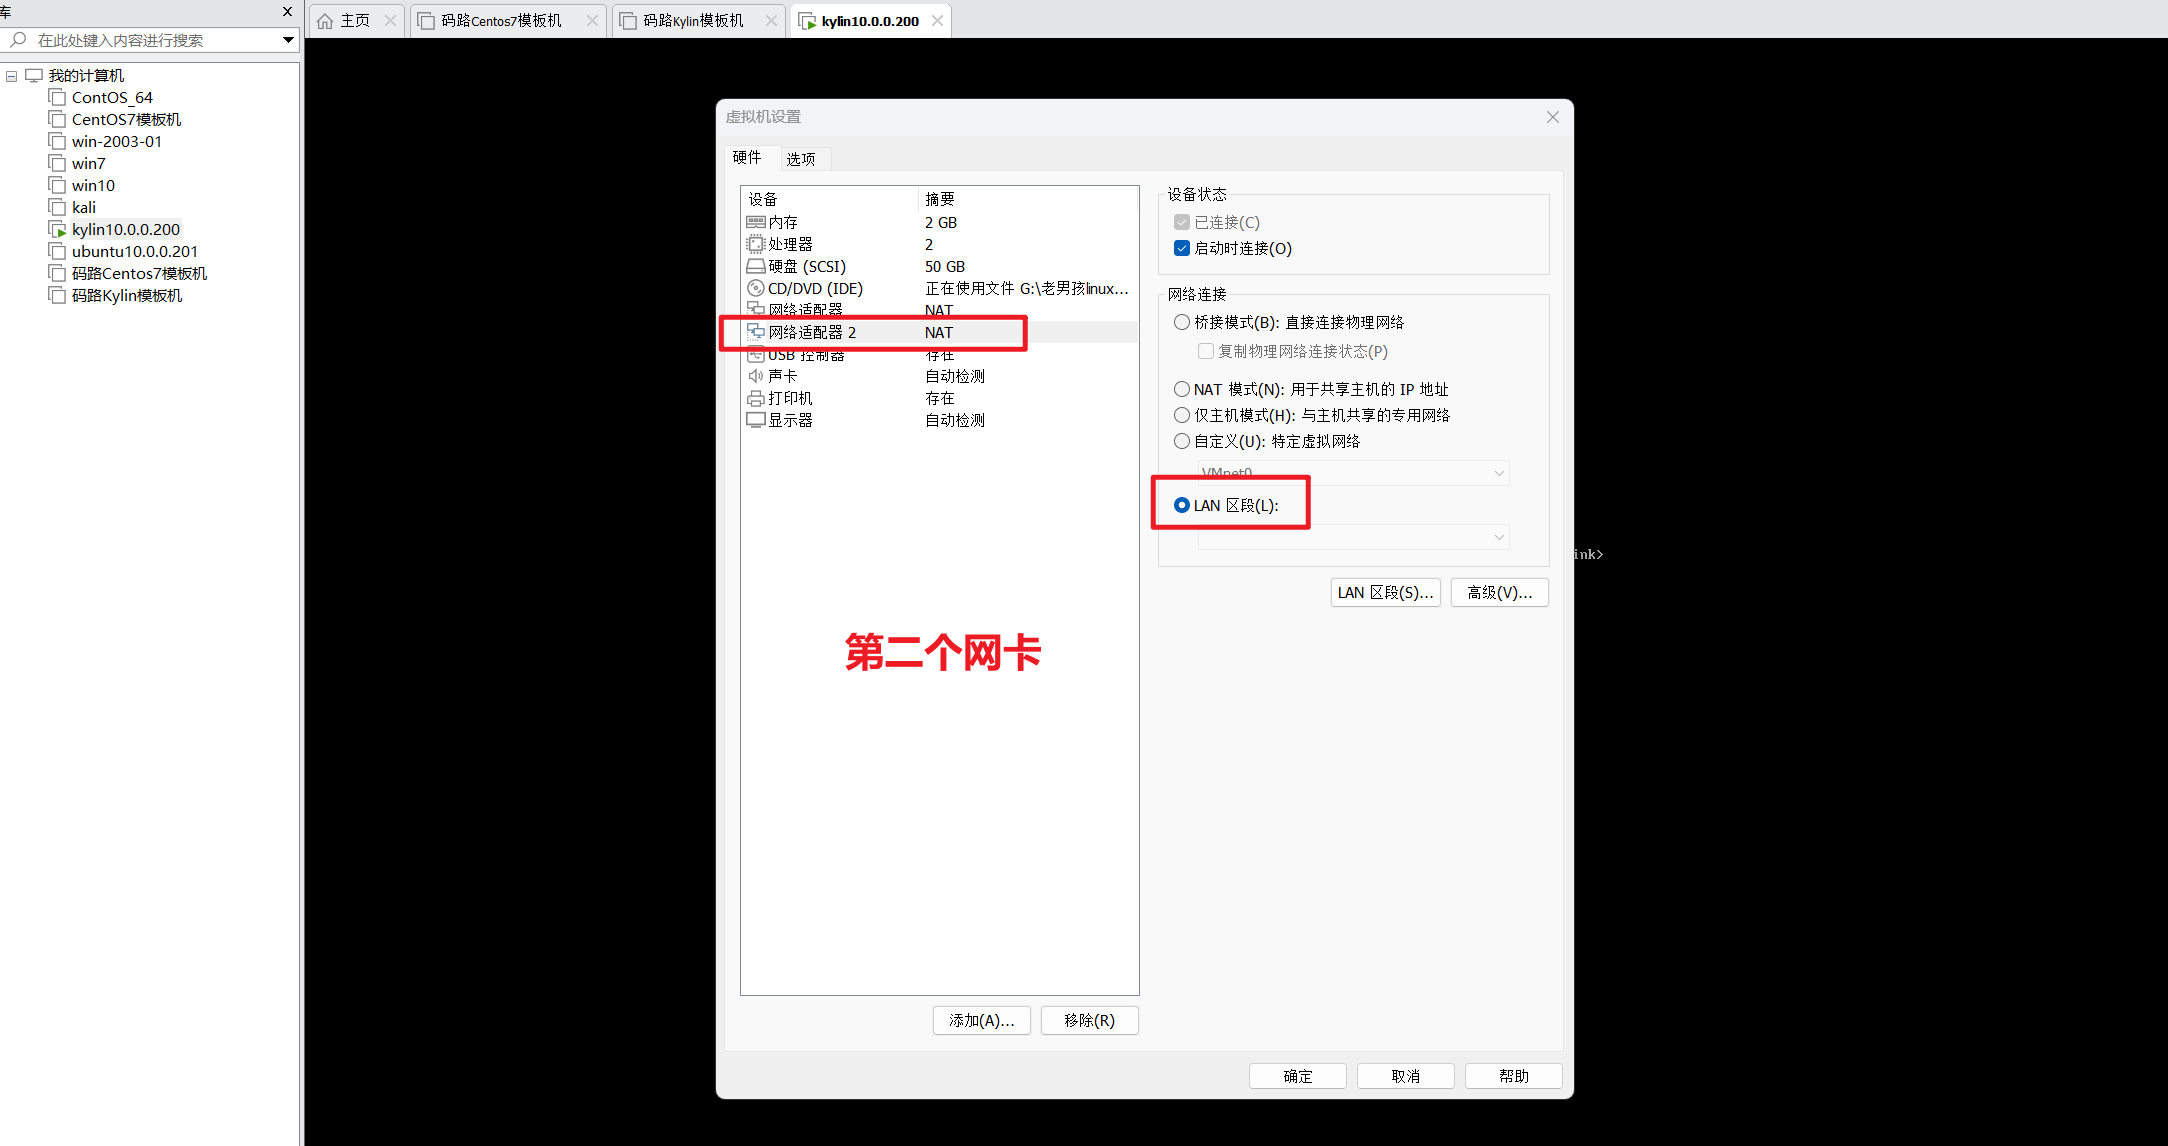 库
在此处键入内容进行搜索
我的计算机
ContOS_64
CentOS7模板机
win-2003-01
win7
win10
kali
kylin10.0.0.200
ubuntu10.0.0.201
码路Centos7模板机
码路Kylin模板机
主页
码路Centos7模板机
码路Kylin模板机
kylin10.0.0.200
虚拟机设置
硬件
选项
设备 摘要
内存 2 GB
处理器 2
硬盘 (SCSI) 50 GB
CD/DVD (IDE) 正在使用文件 G:\老男孩linux...
网络适配器 NAT
网络适配器 2 NAT
USB 控制器 存在
声卡 自动检测
打印机 存在
显示器 自动检测
第二个网卡
添加(A)...
移除(R)
设备状态
已连接(C)
启动时连接(O)
网络连接
桥接模式(B): 直接连接物理网络
复制物理网络连接状态(P)
NAT 模式(N): 用于共享主机的 IP 地址
仅主机模式(H): 与主机共享的专用网络
自定义(U): 特定虚拟网络
VMnet0
LAN 区段(L):
LAN 区段(S)...
高级(V)...
确定
取消
帮助
ink>